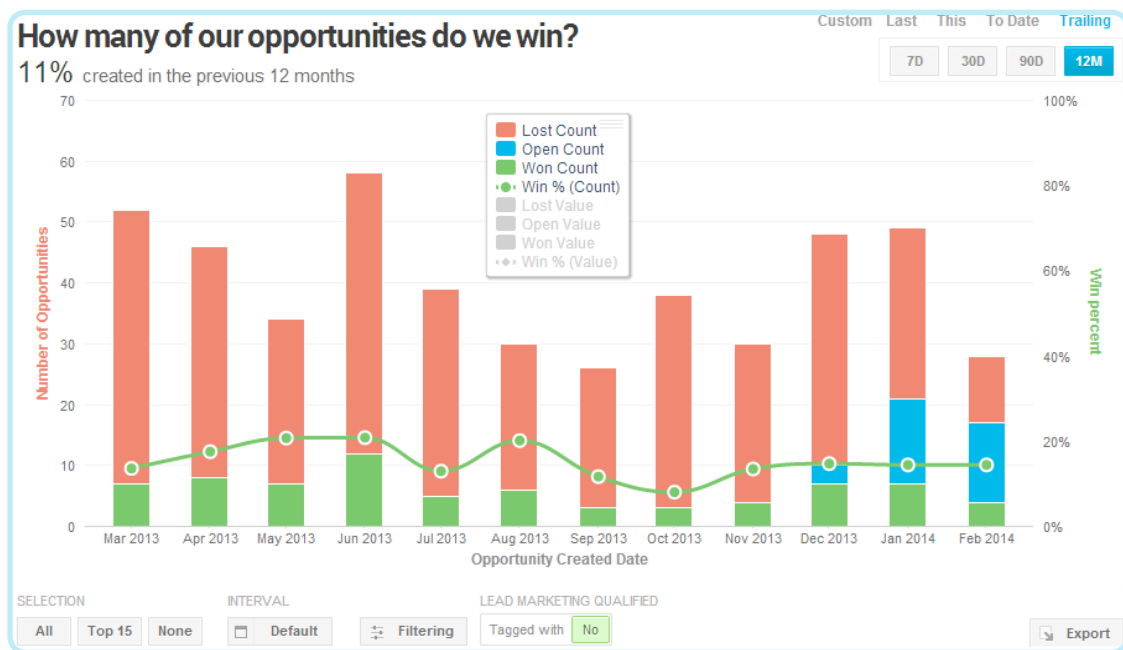 How many of our opportunities do we win?
Custom Last This To Date Trailing
11% created in the previous 12 months
7D 30D 90D 12M
70
60
50
40
30
20
10
0
Number of Opportunities
Lost Count
Open Count
Won Count
Win % (Count)
Lost Value
Open Value
Won Value
Win % (Value)
100%
80%
60%
40%
20%
0%
Win percent
Mar 2013 Apr 2013 May 2013 Jun 2013 Jul 2013 Aug 2013 Sep 2013 Oct 2013 Nov 2013 Dec 2013 Jan 2014 Feb 2014
Opportunity Created Date
SELECTION INTERVAL LEAD MARKETING QUALIFIED
All Top 15 None Default Filtering Tagged with No Export